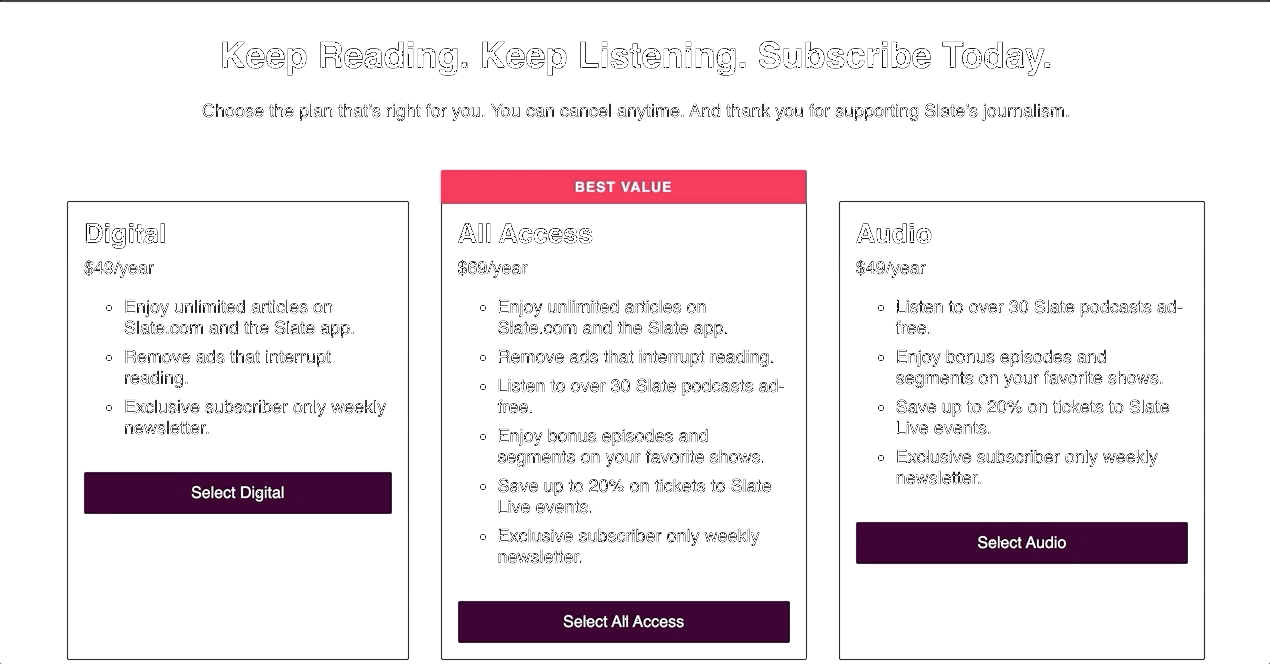 Keep Reading. Keep Listening. Subscribe Today.
Choose the plan that's right for you. You can cancel anytime. And thank you for supporting Slate's journalism.
Digital
$49/year
Enjoy unlimited articles on
Slate.com and the Slate app.
Remove ads that interrupt
reading.
Exclusive subscriber only weekly
newsletter.
Select Digital
BEST VALUE
All Access
$69/year
Enjoy unlimited articles on
Slate.com and the Slate app.
Remove ads that interrupt reading.
Listen to over 30 Slate podcasts ad-
free.
Enjoy bonus episodes and
segments on your favorite shows.
Save up to 20% on tickets to Slate
Live events.
Exclusive subscriber only weekly
newsletter.
Select All Access
Audio
$49/year
Listen to over 30 Slate podcasts ad-
free.
Enjoy bonus episodes and
segments on your favorite shows.
Save up to 20% on tickets to Slate
Live events.
Exclusive subscriber only weekly
newsletter.
Select Audio